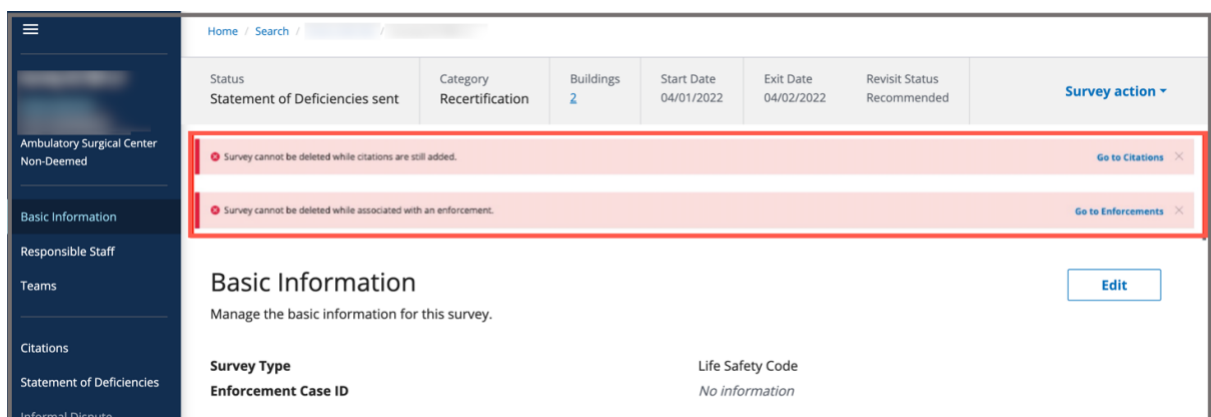 Home / Search / /
Ambulatory Surgical Center
Non-Deemed
Basic Information
Responsible Staff
Teams
Citations
Statement of Deficiencies
Informal Dispute
Status
Statement of Deficiencies sent
Category
Recertification
Buildings
2
Start Date
04/01/2022
Exit Date
04/02/2022
Revisit Status
Recommended
Survey action
Survey cannot be deleted while citations are still added. Go to Citations
Survey cannot be deleted while associated with an enforcement. Go to Enforcements
Basic Information
Edit
Manage the basic information for this survey.
Survey Type Life Safety Code
Enforcement Case ID No information